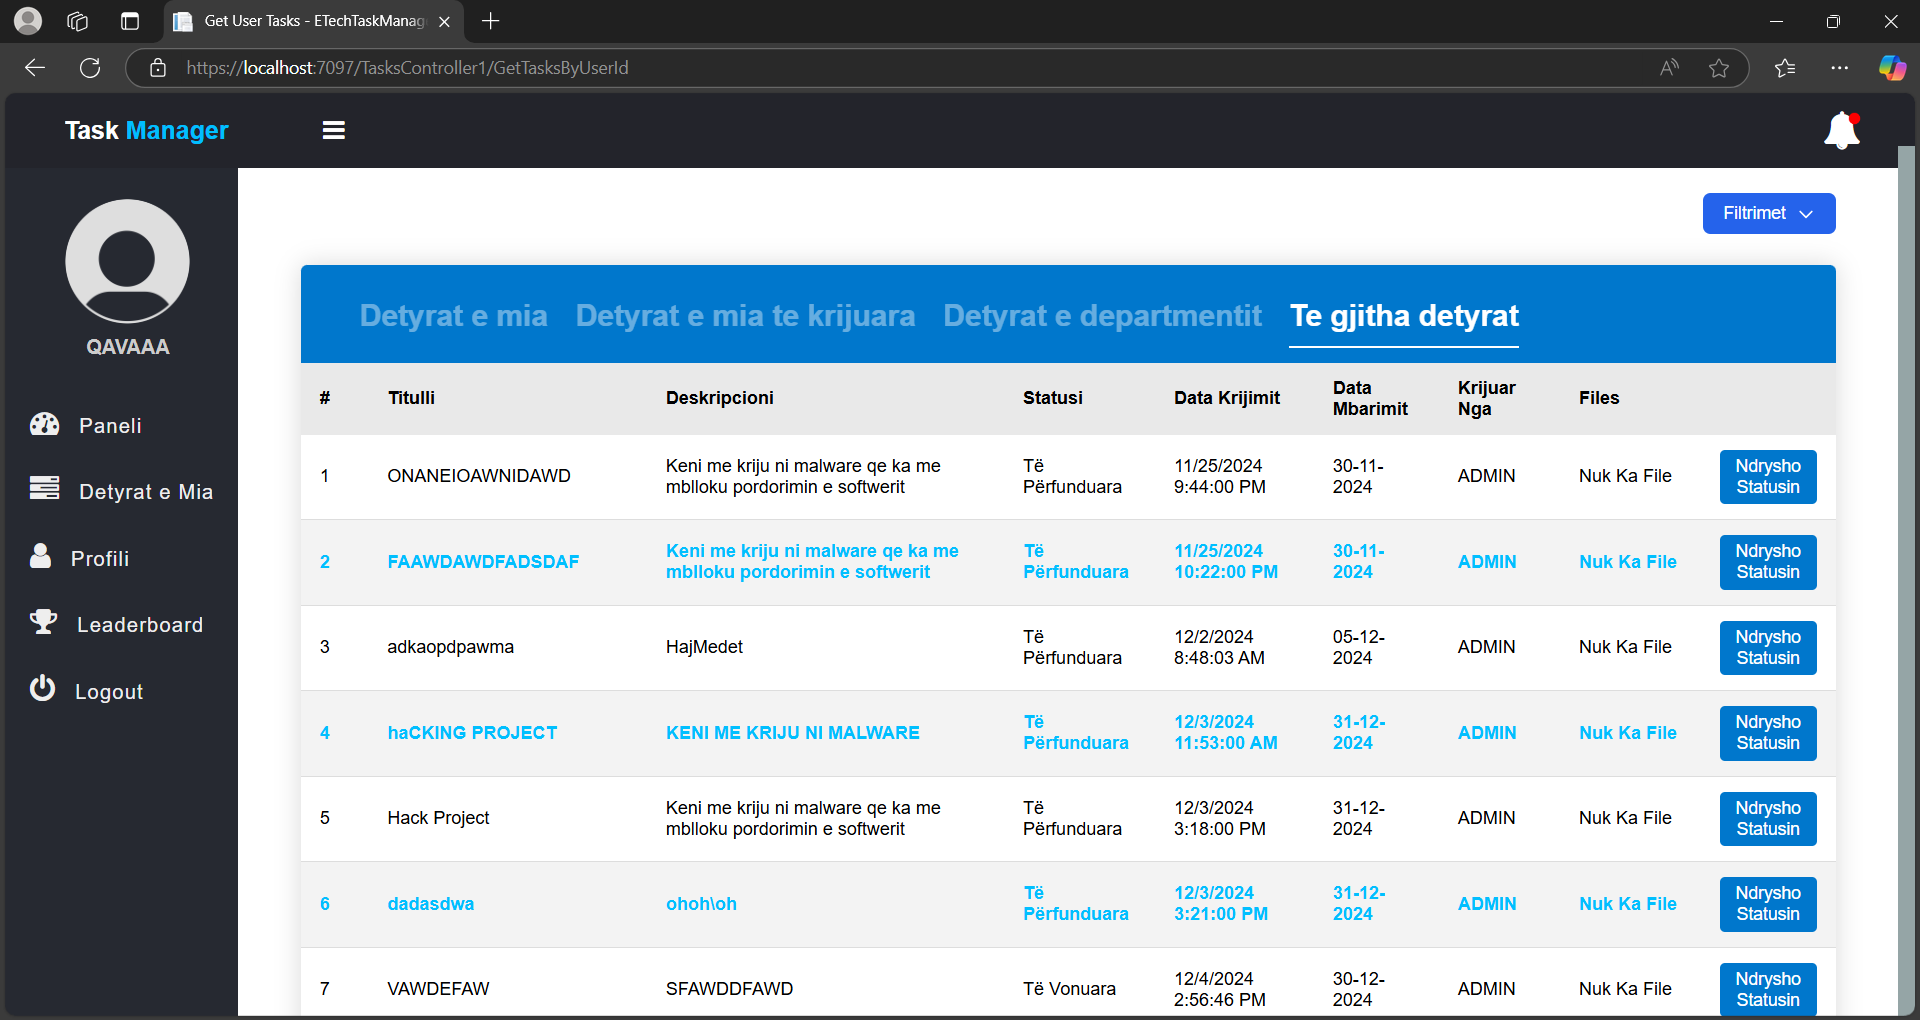 Get User Tasks - ETechTaskManag
https://localhost:7097/TasksController1/GetTasksByUserId
Task Manager
QAVAAA
Paneli
Detyrat e Mia
Profili
Leaderboard
Logout
Filtrimet
Detyrat e mia Detyrat e mia te krijuara Detyrat e departmentit Te gjitha detyrat
# Titulli Deskripcioni Statusi Data Krijimit Data Mbarimit Krijuar Nga Files
1 ONANEIOAWNIDAWD Keni me kriju ni malware qe ka me mblloku pordorimin e softwerit Të Përfunduara 11/25/2024 9:44:00 PM 30-11-2024 ADMIN Nuk Ka File Ndrysho Statusin
2 FAAWDAWDFADSDAF Keni me kriju ni malware qe ka me mblloku pordorimin e softwerit Të Përfunduara 11/25/2024 10:22:00 PM 30-11-2024 ADMIN Nuk Ka File Ndrysho Statusin
3 adkaopdpawma HajMedet Të Përfunduara 12/2/2024 8:48:03 AM 05-12-2024 ADMIN Nuk Ka File Ndrysho Statusin
4 haCKING PROJECT KENI ME KRIJU NI MALWARE Të Përfunduara 12/3/2024 11:53:00 AM 31-12-2024 ADMIN Nuk Ka File Ndrysho Statusin
5 Hack Project Keni me kriju ni malware qe ka me mblloku pordorimin e softwerit Të Përfunduara 12/3/2024 3:18:00 PM 31-12-2024 ADMIN Nuk Ka File Ndrysho Statusin
6 dadasdwa ohoh\oh Të Përfunduara 12/3/2024 3:21:00 PM 31-12-2024 ADMIN Nuk Ka File Ndrysho Statusin
7 VAWDEFAW SFAWDDFAWD Të Vonuara 12/4/2024 2:56:46 PM 30-12-2024 ADMIN Nuk Ka File Ndrysho Statusin